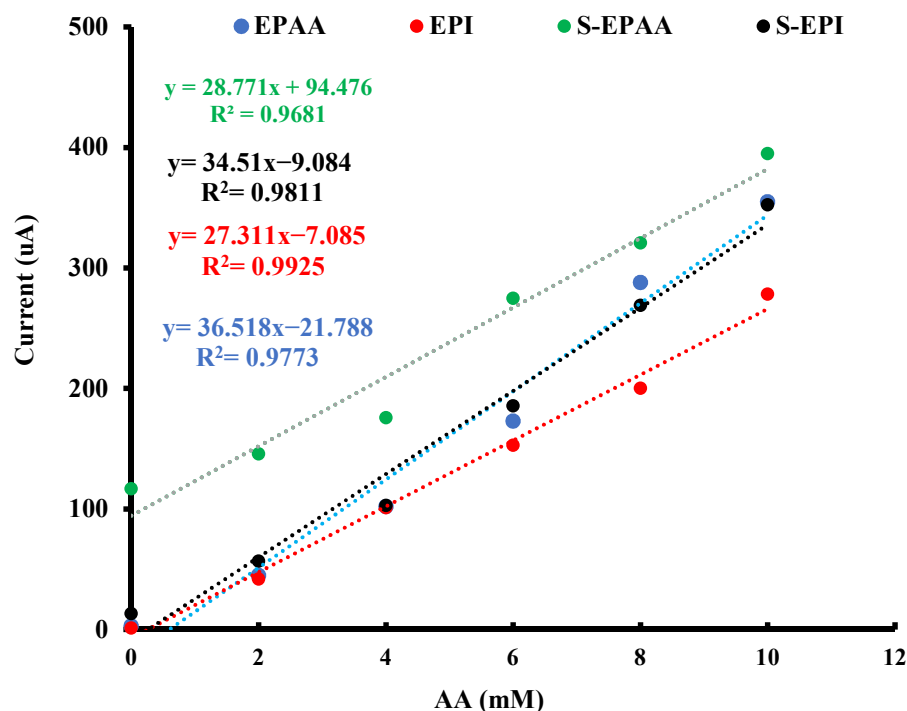 EPAA EPI S-EPAA S-EPI
y = 28.771x + 94.476
R² = 0.9681
y= 34.51x−9.084
R²= 0.9811
y= 27.311x−7.085
R²= 0.9925
y= 36.518x−21.788
R²= 0.9773
Current (uA)
500
400
300
200
100
0
0 2 4 6 8 10 12
AA (mM)